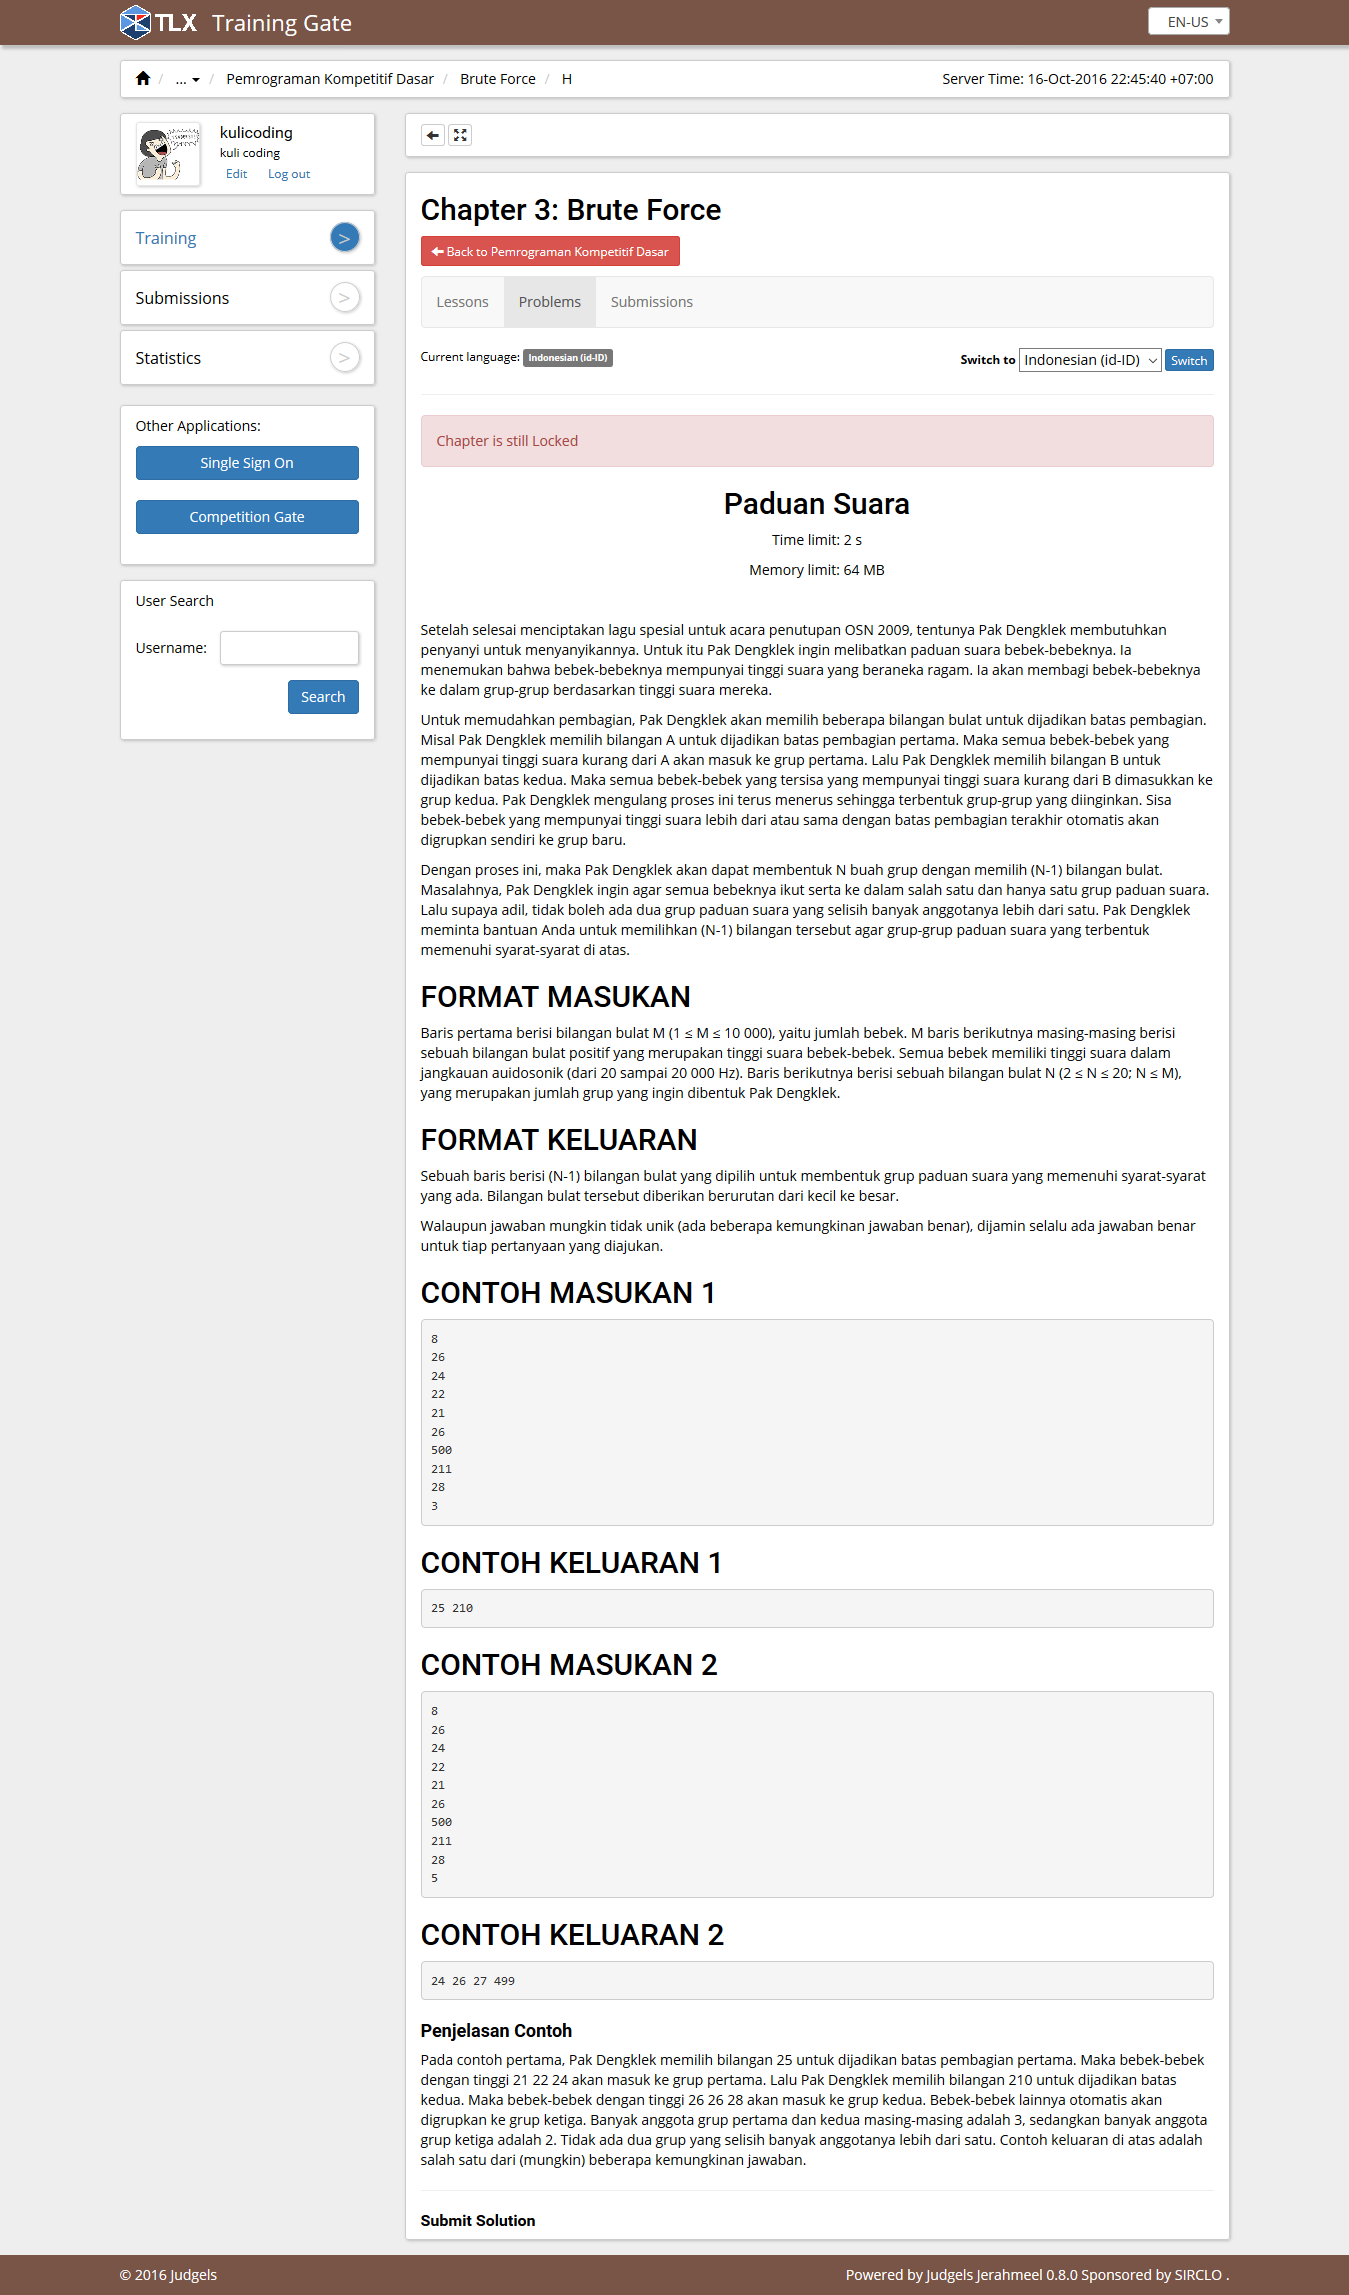 TLX Training Gate
EN-US
... / Pemrograman Kompetitif Dasar / Brute Force / H
Server Time: 16-Oct-2016 22:45:40 +07:00
kulicoding
kuli coding
Edit Log out
Training >
Submissions >
Statistics >
Other Applications:
Single Sign On
Competition Gate
User Search
Username:
Search
Chapter 3: Brute Force
Back to Pemrograman Kompetitif Dasar
Lessons Problems Submissions
Current language: Indonesian (id-ID)
Switch to Indonesian (id-ID) Switch
Chapter is still Locked
Paduan Suara
Time limit: 2 s
Memory limit: 64 MB
Setelah selesai menciptakan lagu spesial untuk acara penutupan OSN 2009, tentunya Pak Dengklek membutuhkan
penyanyi untuk menyanyikannya. Untuk itu Pak Dengklek ingin melibatkan paduan suara bebek-bebeknya. Ia
menemukan bahwa bebek-bebeknya mempunyai tinggi suara yang beraneka ragam. Ia akan membagi bebek-bebeknya
ke dalam grup-grup berdasarkan tinggi suara mereka.
Untuk memudahkan pembagian, Pak Dengklek akan memilih beberapa bilangan bulat untuk dijadikan batas pembagian.
Misal Pak Dengklek memilih bilangan A untuk dijadikan batas pembagian pertama. Maka semua bebek-bebek yang
mempunyai tinggi suara kurang dari A akan masuk ke grup pertama. Lalu Pak Dengklek memilih bilangan B untuk
dijadikan batas kedua. Maka semua bebek-bebek yang tersisa yang mempunyai tinggi suara kurang dari B dimasukkan ke
grup kedua. Pak Dengklek mengulang proses ini terus menerus sehingga terbentuk grup-grup yang diinginkan. Sisa
bebek-bebek yang mempunyai tinggi suara lebih dari atau sama dengan batas pembagian terakhir otomatis akan
digrupkan sendiri ke grup baru.
Dengan proses ini, maka Pak Dengklek akan dapat membentuk N buah grup dengan memilih (N-1) bilangan bulat.
Masalahnya, Pak Dengklek ingin agar semua bebeknya ikut serta ke dalam salah satu dan hanya satu grup paduan suara.
Lalu supaya adil, tidak boleh ada dua grup paduan suara yang selisih banyak anggotanya lebih dari satu. Pak Dengklek
meminta bantuan Anda untuk memilihkan (N-1) bilangan tersebut agar grup-grup paduan suara yang terbentuk
memenuhi syarat-syarat di atas.
FORMAT MASUKAN
Baris pertama berisi bilangan bulat M (1 ≤ M ≤ 10 000), yaitu jumlah bebek. M baris berikutnya masing-masing berisi
sebuah bilangan bulat positif yang merupakan tinggi suara bebek-bebek. Semua bebek memiliki tinggi suara dalam
jangkauan auidosonik (dari 20 sampai 20 000 Hz). Baris berikutnya berisi sebuah bilangan bulat N (2 ≤ N ≤ 20; N ≤ M),
yang merupakan jumlah grup yang ingin dibentuk Pak Dengklek.
FORMAT KELUARAN
Sebuah baris berisi (N-1) bilangan bulat yang dipilih untuk membentuk grup paduan suara yang memenuhi syarat-syarat
yang ada. Bilangan bulat tersebut diberikan berurutan dari kecil ke besar.
Walaupun jawaban mungkin tidak unik (ada beberapa kemungkinan jawaban benar), dijamin selalu ada jawaban benar
untuk tiap pertanyaan yang diajukan.
CONTOH MASUKAN 1
8
26
24
22
21
26
500
211
28
3
CONTOH KELUARAN 1
25 210
CONTOH MASUKAN 2
8
26
24
22
21
26
500
211
28
5
CONTOH KELUARAN 2
24 26 27 499
Penjelasan Contoh
Pada contoh pertama, Pak Dengklek memilih bilangan 25 untuk dijadikan batas pembagian pertama. Maka bebek-bebek
dengan tinggi 21 22 24 akan masuk ke grup pertama. Lalu Pak Dengklek memilih bilangan 210 untuk dijadikan batas
kedua. Maka bebek-bebek dengan tinggi 26 26 28 akan masuk ke grup kedua. Bebek-bebek lainnya otomatis akan
digrupkan ke grup ketiga. Banyak anggota grup pertama dan kedua masing-masing adalah 3, sedangkan banyak anggota
grup ketiga adalah 2. Tidak ada dua grup yang selisih banyak anggotanya lebih dari satu. Contoh keluaran di atas adalah
salah satu dari (mungkin) beberapa kemungkinan jawaban.
Submit Solution
© 2016 Judgels
Powered by Judgels Jerahmeel 0.8.0 Sponsored by SIRCLO .